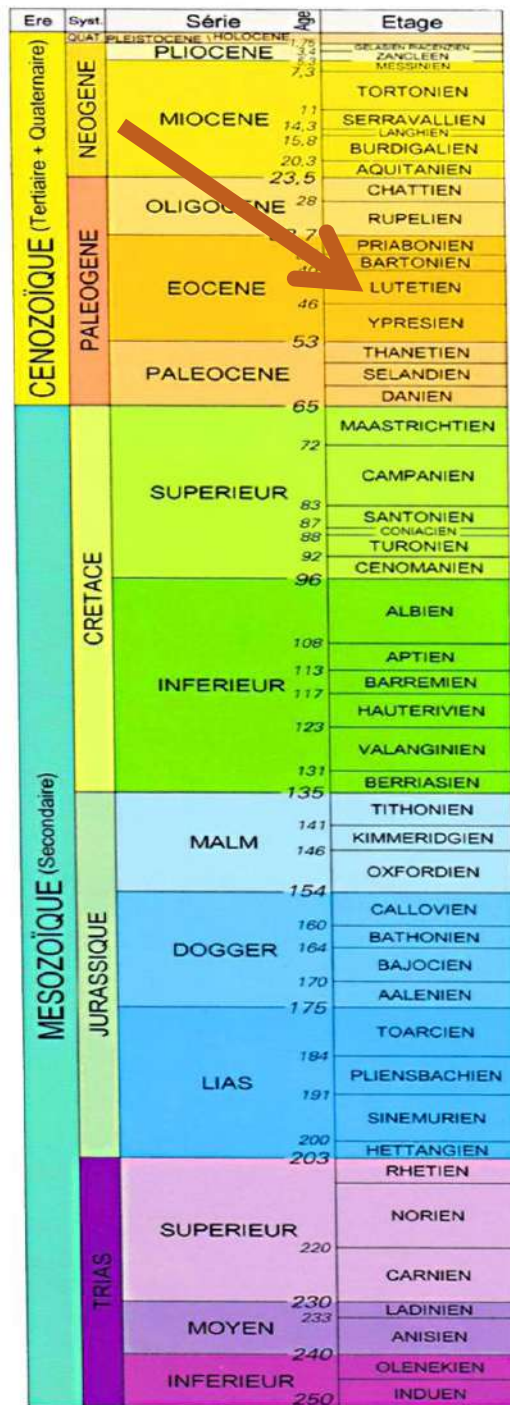 Ere Syst. Série Age Etage
CENOZOÏQUE (Tertiaire + Quaternaire)
QUAT. PLEISTOCENE \ HOLOCENE
1,75
PLIOCENE
GELASIEN PIACENZIEN
ZANCLEEN
MESSINIEN
7,3
NEOGENE
MIOCENE
TORTONIEN
11
SERRAVALLIEN
14,3
LANGHIEN
15,8
BURDIGALIEN
20,3
AQUITANIEN
23,5
PALEOGENE
OLIGOCENE
CHATTIEN
28
RUPELIEN
EOCENE
PRIABONIEN
BARTONIEN
40
LUTETIEN
46
YPRESIEN
53
PALEOCENE
THANETIEN
SELANDIEN
DANIEN
65
MESOZOÏQUE (Secondaire)
CRETACE
SUPERIEUR
MAASTRICHTIEN
72
CAMPANIEN
83
SANTONIEN
87
CONIACIEN
88
TURONIEN
92
CENOMANIEN
96
INFERIEUR
ALBIEN
108
APTIEN
113
BARREMIEN
117
HAUTERIVIEN
123
VALANGINIEN
131
BERRIASIEN
135
JURASSIQUE
MALM
TITHONIEN
141
KIMMERIDGIEN
146
OXFORDIEN
154
DOGGER
CALLOVIEN
160
BATHONIEN
164
BAJOCIEN
170
AALENIEN
175
LIAS
TOARCIEN
184
PLIENSBACHIEN
191
SINEMURIEN
200
HETTANGIEN
203
TRIAS
SUPERIEUR
RHETIEN
NORIEN
220
CARNIEN
230
MOYEN
LADINIEN
233
ANISIEN
240
INFERIEUR
OLENEKIEN
INDUEN
250